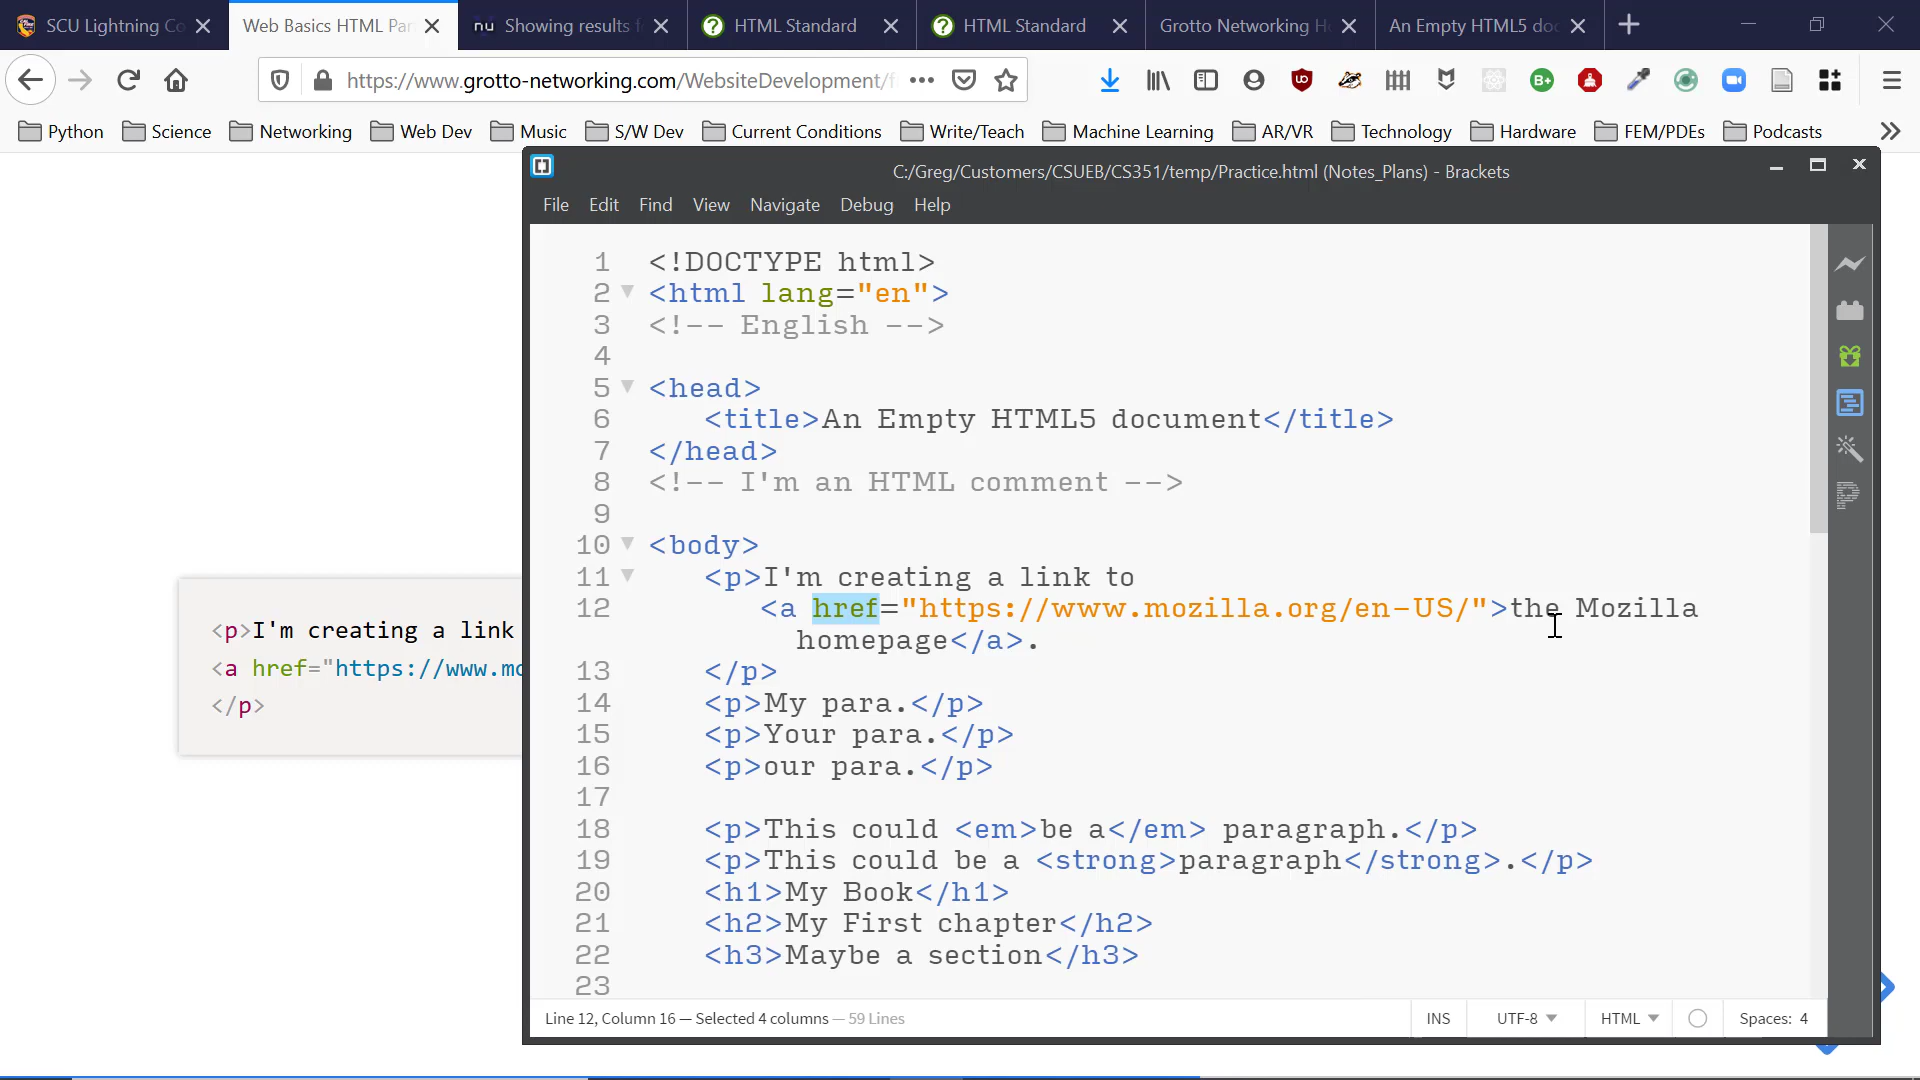 SCU Lightning Co
Web Basics HTML Par
nu Showing results f
HTML Standard
HTML Standard
Grotto Networking H
An Empty HTML5 doc
https://www.grotto-networking.com/WebsiteDevelopment/f
Python
Science
Networking
Web Dev
Music
S/W Dev
Current Conditions
Write/Teach
Machine Learning
AR/VR
Technology
Hardware
FEM/PDEs
Podcasts
<p>I'm creating a link
<a href="https://www.mo
</p>
C:/Greg/Customers/CSUEB/CS351/temp/Practice.html (Notes_Plans) - Brackets
File Edit Find View Navigate Debug Help
1 <!DOCTYPE html>
2 <html lang="en">
3 <!-- English -->
4
5 <head>
6 <title>An Empty HTML5 document</title>
7 </head>
8 <!-- I'm an HTML comment -->
9
10 <body>
11 <p>I'm creating a link to
12 <a href="https://www.mozilla.org/en-US/">the Mozilla
homepage</a>.
13 </p>
14 <p>My para.</p>
15 <p>Your para.</p>
16 <p>our para.</p>
17
18 <p>This could <em>be a</em> paragraph.</p>
19 <p>This could be a <strong>paragraph</strong>.</p>
20 <h1>My Book</h1>
21 <h2>My First chapter</h2>
22 <h3>Maybe a section</h3>
23
Line 12, Column 16 — Selected 4 columns — 59 Lines
INS
UTF-8
HTML
Spaces: 4